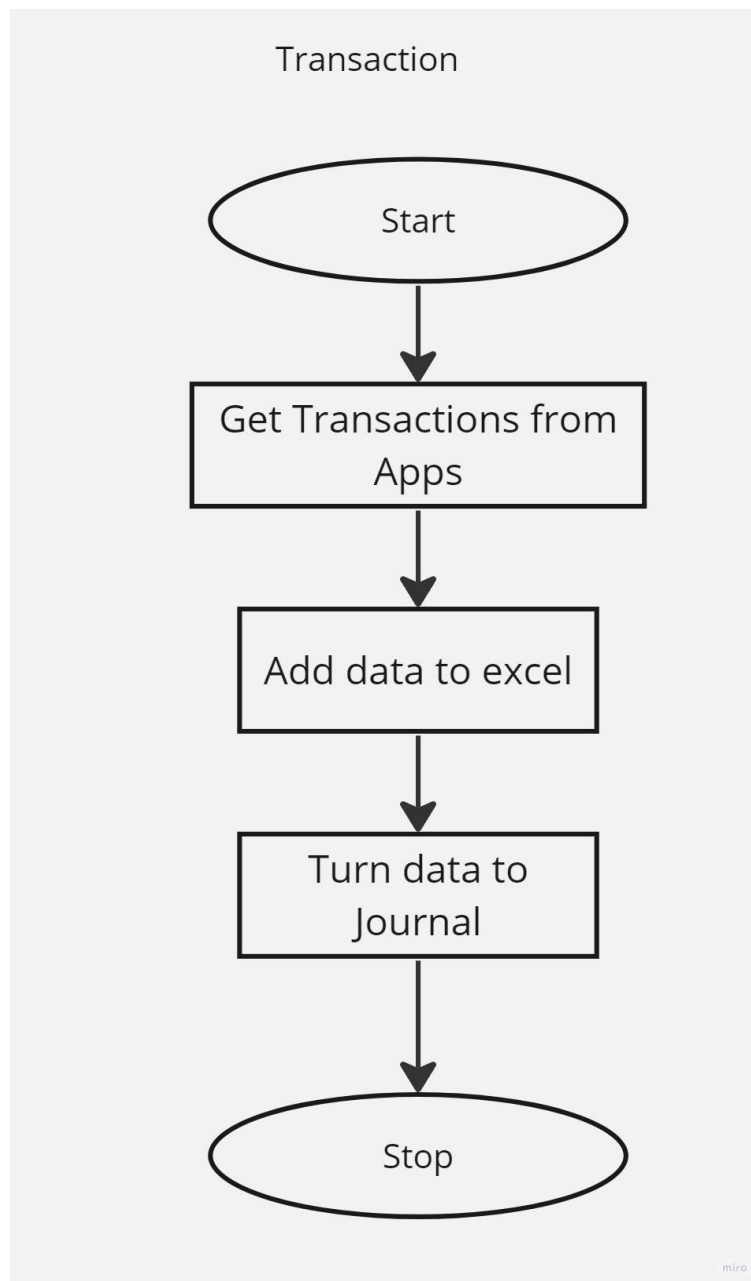 Transaction
Start
Get Transactions from
Apps
Add data to excel
Turn data to
Journal
Stop
miro